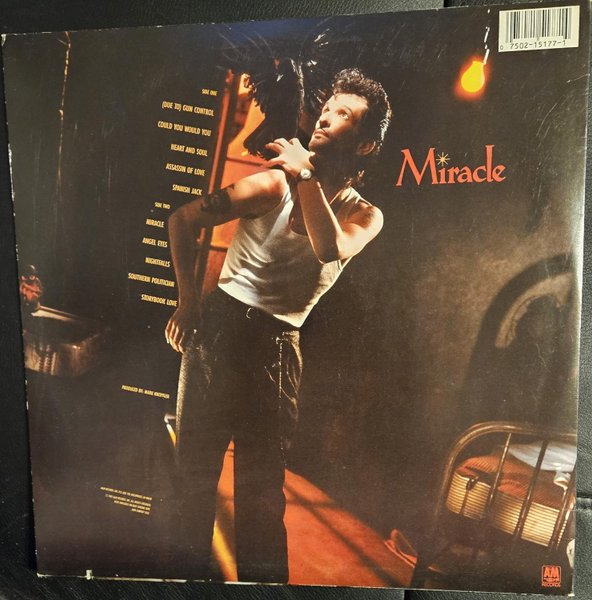 0 7502-15177-1
SIDE ONE
(DUE TO) GUN CONTROL
COULD YOU WOULD YOU
HEART AND SOUL
ASSASSIN OF LOVE
SPANISH JACK
SIDE TWO
MIRACLE
ANGEL EYES
NIGHTFALLS
SOUTHERN POLITICIAN
STORYBOOK LOVE
Miracle
PRODUCED BY: MARK KNOPFLER
A&M
RECORDS